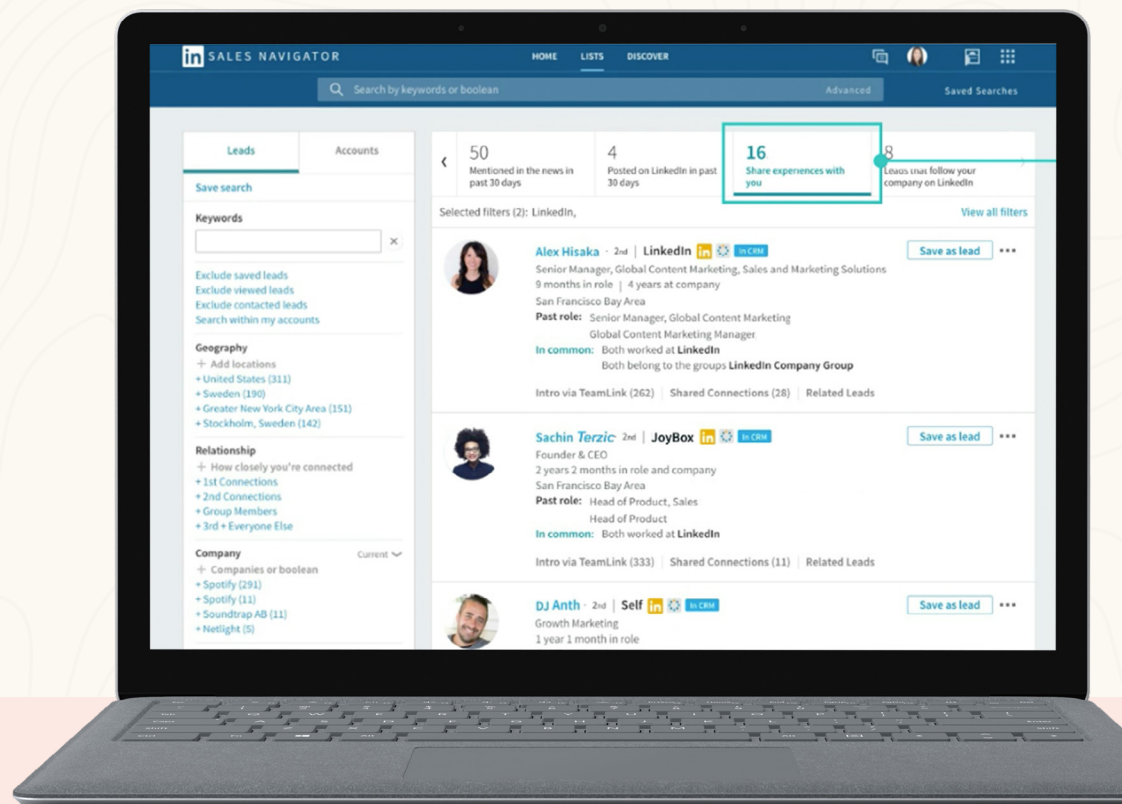 in SALES NAVIGATOR
HOME LISTS DISCOVER
Search by keywords or boolean
Advanced
Saved Searches
Leads
Accounts
Save search
Keywords
Exclude saved leads
Exclude viewed leads
Exclude contacted leads
Search within my accounts
Geography
+ Add locations
+ United States (311)
+ Sweden (190)
+ Greater New York City Area (151)
+ Stockholm, Sweden (142)
Relationship
+ How closely you're connected
+ 1st Connections
+ 2nd Connections
+ Group Members
+ 3rd + Everyone Else
Company Current
+ Companies or boolean
+ Spotify (291)
+ Spotify (11)
+ Soundtrap AB (11)
+ Netlight (5)
50
Mentioned in the news in
past 30 days
4
Posted on LinkedIn in past
30 days
16
Share experiences with
you
8
Leads that follow your
company on LinkedIn
Selected filters (2): LinkedIn,
View all filters
Alex Hisaka · 2nd | LinkedIn in In CRM
Save as lead
Senior Manager, Global Content Marketing, Sales and Marketing Solutions
9 months in role | 4 years at company
San Francisco Bay Area
Past role: Senior Manager, Global Content Marketing
Global Content Marketing Manager
In common: Both worked at LinkedIn
Both belong to the groups LinkedIn Company Group
Intro via TeamLink (262) | Shared Connections (28) | Related Leads
Sachin Terzic 2nd | JoyBox in In CRM
Save as lead
Founder & CEO
2 years 2 months in role and company
San Francisco Bay Area
Past role: Head of Product, Sales
Head of Product
In common: Both worked at LinkedIn
Intro via TeamLink (333) | Shared Connections (11) | Related Leads
DJ Anth · 2nd | Self in In CRM
Save as lead
Growth Marketing
1 year 1 month in role